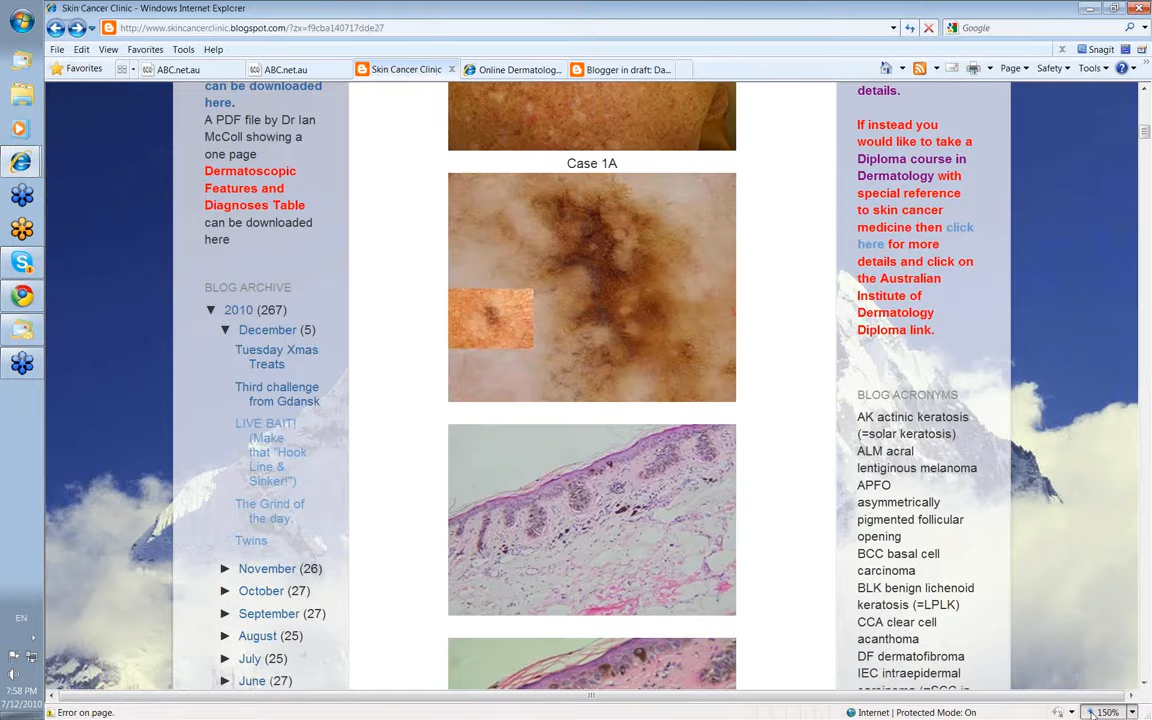 Skin Cancer Clinic - Windows Internet Explorer
http://www.skincancerclinic.blogspot.com/?zx=f9cba140717dde27
Google
File Edit View Favorites Tools Help
x Snagit
Favorites
ABC.net.au
ABC.net.au
Skin Cancer Clinic
Online Dermatolog...
Blogger in draft: Da...
Page Safety Tools
can be downloaded
here.
A PDF file by Dr Ian
McColl showing a
one page
Dermatoscopic
Features and
Diagnoses Table
can be downloaded
here
BLOG ARCHIVE
▼ 2010 (267)
▼ December (5)
Tuesday Xmas
Treats
Third challenge
from Gdansk
LIVE BAIT!
(Make
that "Hook
Line &
Sinker!")
The Grind of
the day.
Twins
► November (26)
► October (27)
► September (27)
► August (25)
► July (25)
► June (27)
Case 1A
details.
If instead you
would like to take a
Diploma course in
Dermatology with
special reference
to skin cancer
medicine then click
here for more
details and click on
the Australian
Institute of
Dermatology
Diploma link.
BLOG ACRONYMS
AK actinic keratosis
(=solar keratosis)
ALM acral
lentiginous melanoma
APFO
asymmetrically
pigmented follicular
opening
BCC basal cell
carcinoma
BLK benign lichenoid
keratosis (=LPLK)
CCA clear cell
acanthoma
DF dermatofibroma
IEC intraepidermal
carcinoma (=SCC in
EN
7:58 PM
7/12/2010
Error on page.
Internet | Protected Mode: On
150%